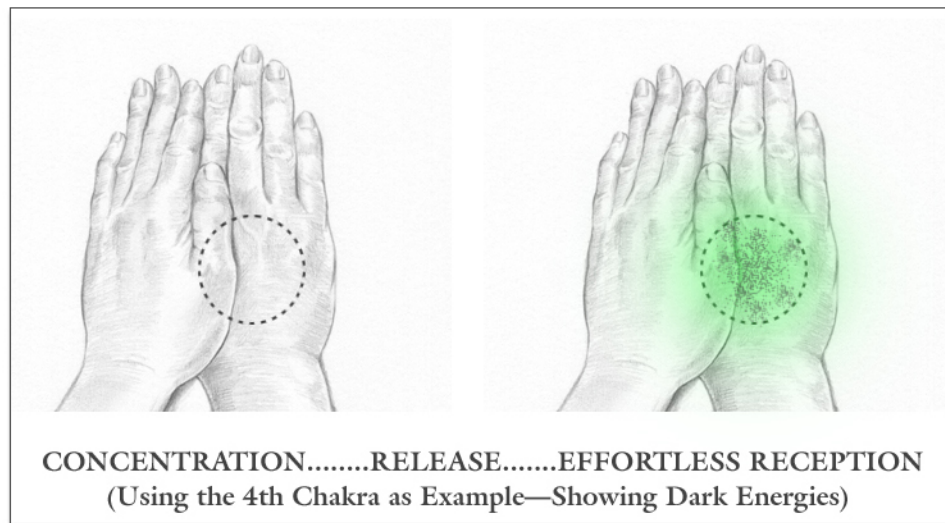 CONCENTRATION........RELEASE.......EFFORTLESS RECEPTION
(Using the 4th Chakra as Example—Showing Dark Energies)